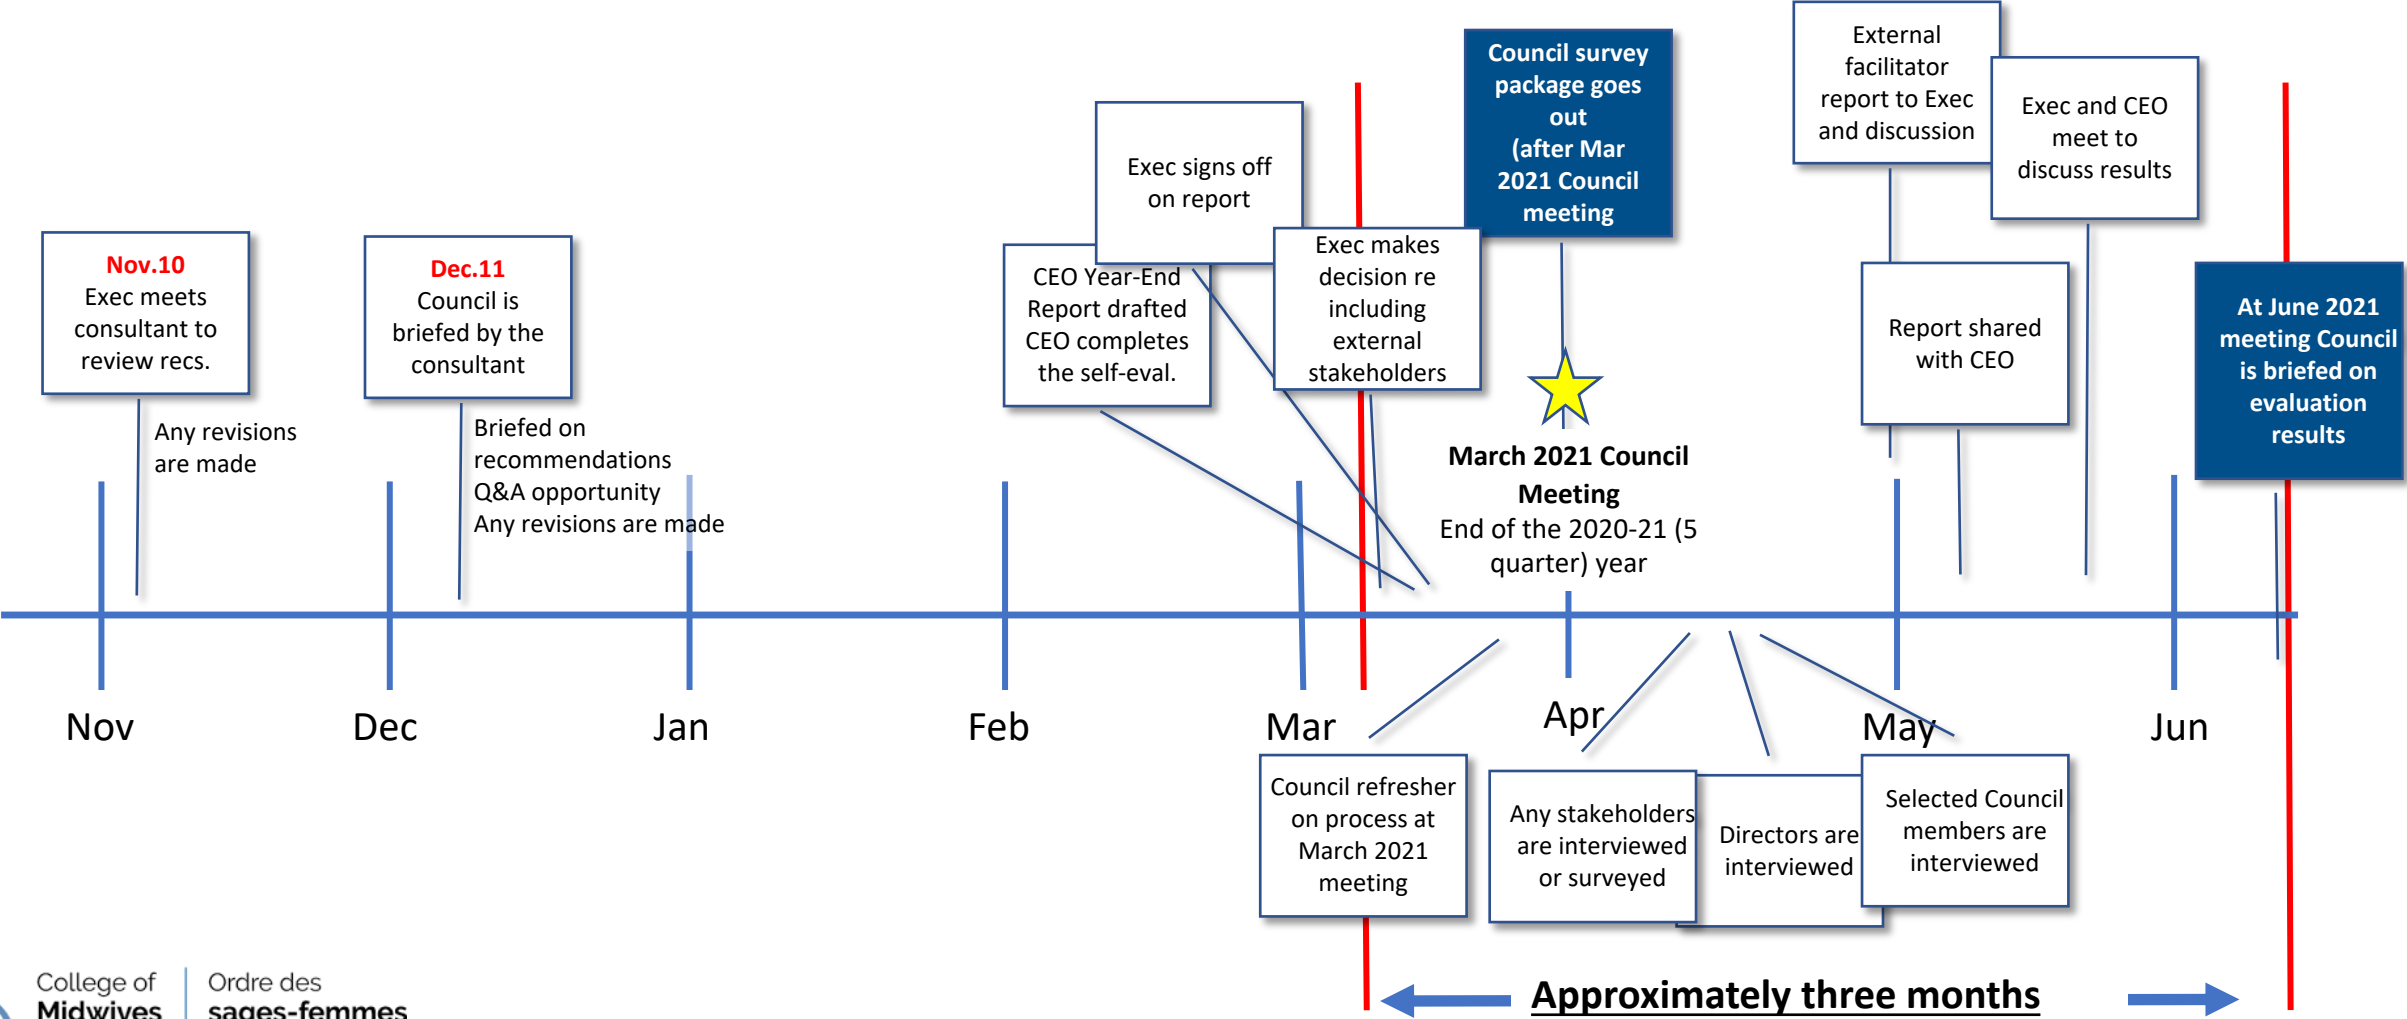 External
facilitator
report to Exec
and discussion
Exec and CEO
meet to
discuss results
Council survey
package goes
out
(after Mar
2021 Council
meeting
Exec signs off
on report
Nov.10
Exec meets
consultant to
review recs.
Any revisions
are made
Dec.11
Council is
briefed by the
consultant
Briefed on
recommendations
Q&A opportunity
Any revisions are made
CEO Year-End
Report drafted
CEO completes
the self-eval.
Exec makes
decision re
including
external
stakeholders
March 2021 Council
Meeting
End of the 2020-21 (5
quarter) year
Report shared
with CEO
At June 2021
meeting Council
is briefed on
evaluation
results
Nov
Dec
Jan
Feb
Mar
Apr
May
Jun
Council refresher
on process at
March 2021
meeting
Any stakeholders
are interviewed
or surveyed
Directors are
interviewed
Selected Council
members are
interviewed
Approximately three months
College of
Midwives
Ordre des
sages-femmes